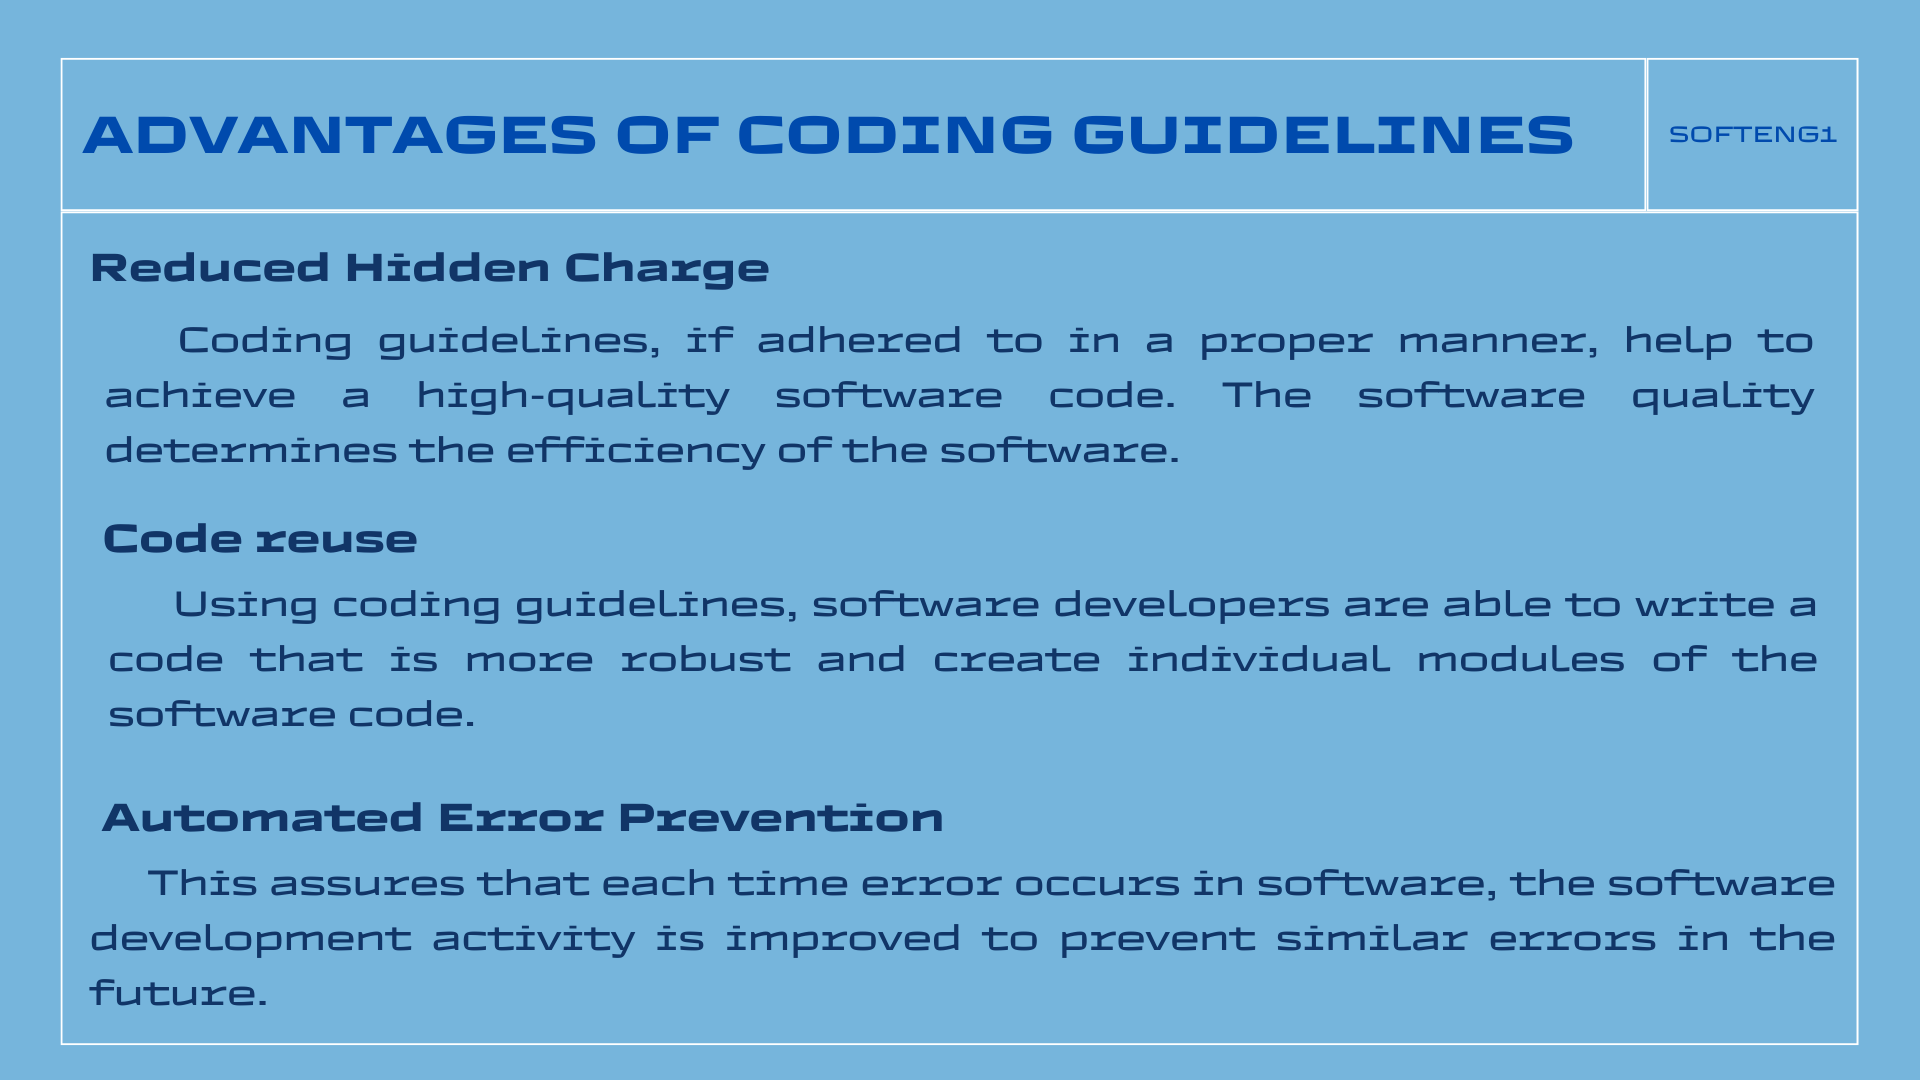 ADVANTAGES OF CODING GUIDELINES
SOFTENG1
Reduced Hidden Charge
Coding guidelines, if adhered to in a proper manner, help to
achieve a high-quality software code. The software quality
determines the efficiency of the software.
Code reuse
Using coding guidelines, software developers are able to write a
code that is more robust and create individual modules of the
software code.
Automated Error Prevention
This assures that each time error occurs in software, the software
development activity is improved to prevent similar errors in the
future.